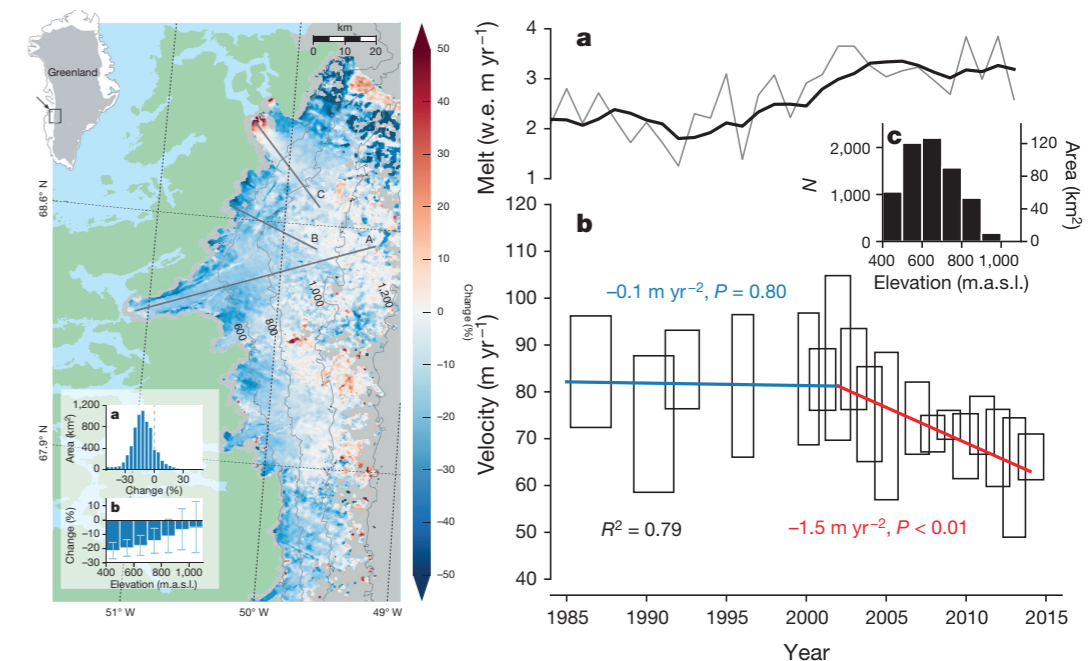 Greenland
km
0 10 20
68.6° N
67.9° N
C
B
A
600
800
1,000
1,200
a
Area (km²)
1,200
800
400
0
−30 0 30
Change (%)
b
Change (%)
10
0
−10
−20
−30
400 600 800 1,000
Elevation (m.a.s.l.)
51° W 50° W 49° W
50
40
30
20
10
0
−10
−20
−30
−40
−50
Change (%)
a
Melt (w.e. m yr⁻¹)
4
3
2
1
c
N
2,000
1,000
0
Area (km²)
120
80
40
0
400 600 800 1,000
Elevation (m.a.s.l.)
b
Velocity (m yr⁻¹)
120
110
100
90
80
70
60
50
40
−0.1 m yr⁻², P = 0.80
R² = 0.79
−1.5 m yr⁻², P < 0.01
1985 1990 1995 2000 2005 2010 2015
Year